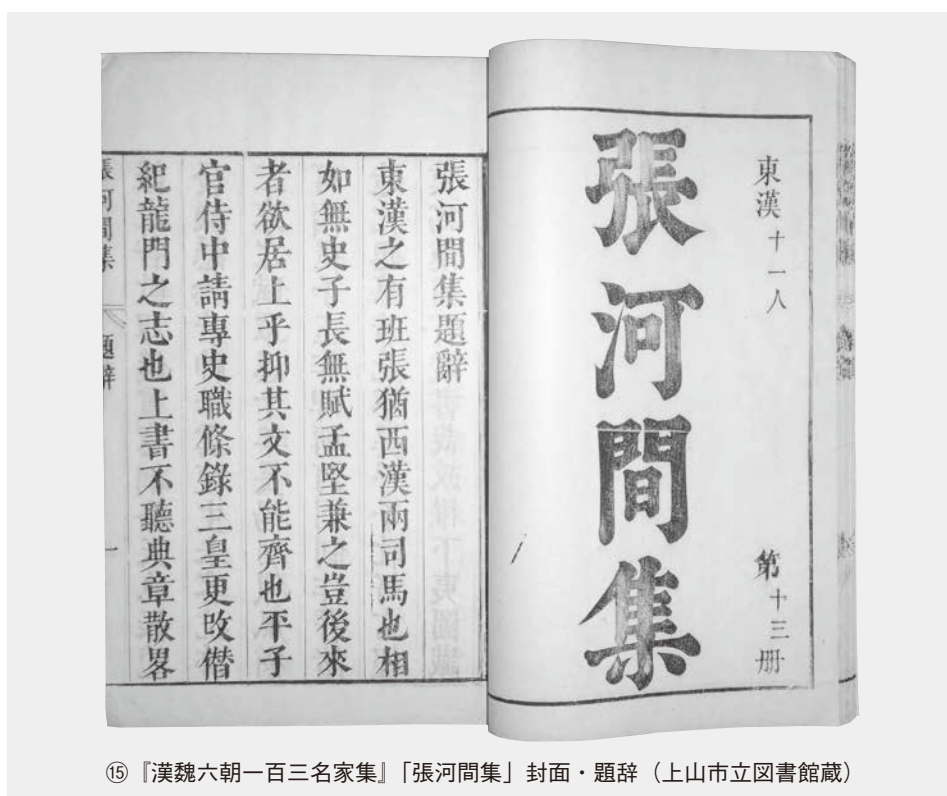 東漢十一人
張河間集
第十三册
張河間集題辭
東漢之有班張猶西漢兩司馬也相
如無史子長無賦孟堅兼之豈後來
者欲居上乎抑其文不能齊也平子
官侍中請專史職條錄三皇更改僭
紀龍門之志也上書不聽典章散畧
張河間集
題辭
一
⑮『漢魏六朝一百三名家集』「張河間集」封面・題辞（上山市立図書館蔵）